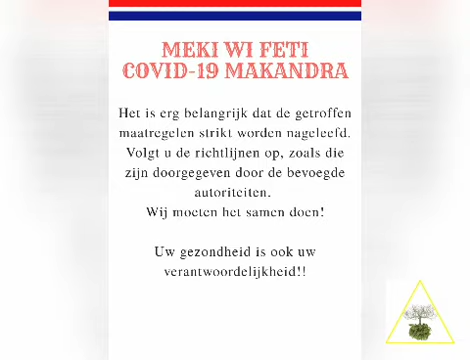 MEKI WI FETI
COVID-19 MAKANDRA
Het is erg belangrijk dat de getroffen
maatregelen strikt worden nageleefd.
Volgt u de richtlijnen op, zoals die
zijn doorgegeven door de bevoegde
autoriteiten.
Wij moeten het samen doen!
Uw gezondheid is ook uw
verantwoordelijkheid!!